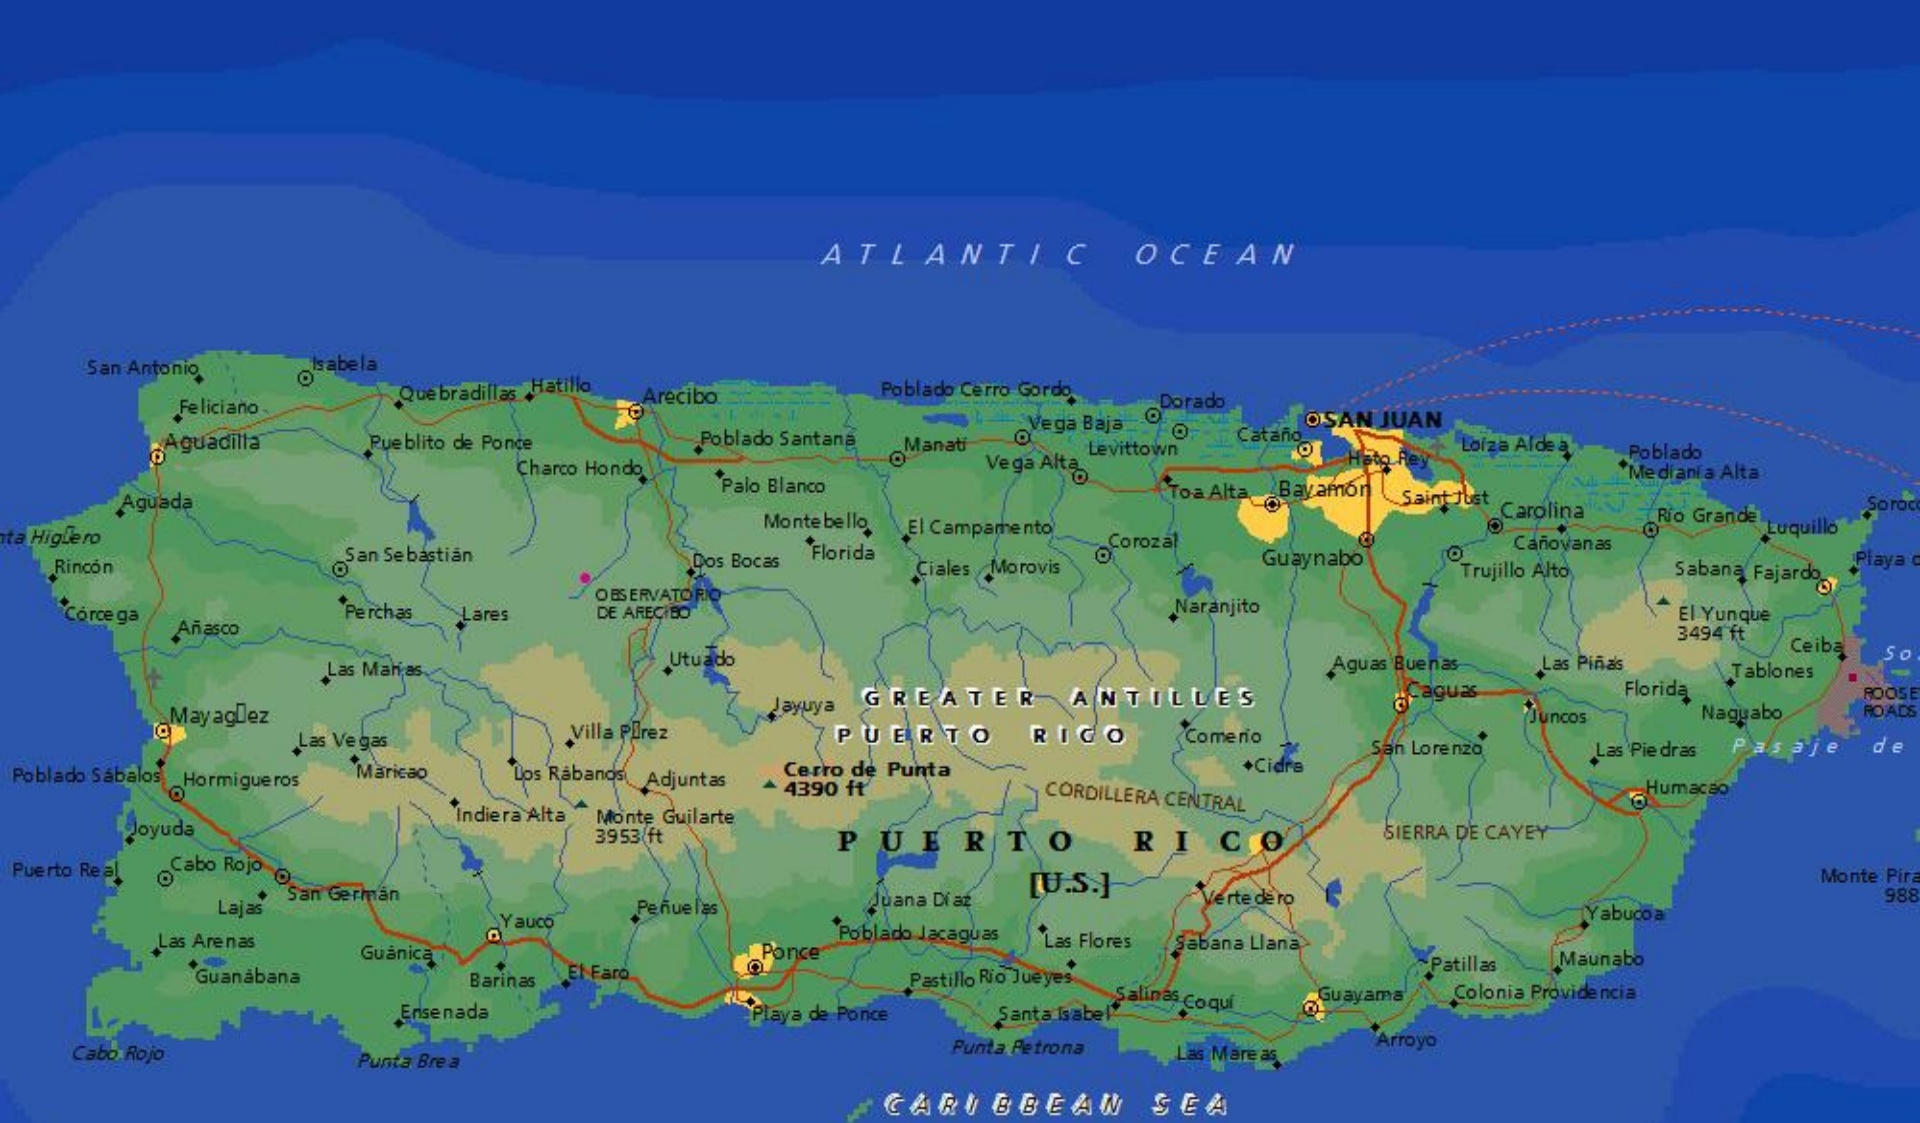 ATLANTIC OCEAN
San Antonio
Isabela
Quebradillas
Hatillo
Arecibo
Poblado Cerro Gordo
Dorado
Feliciano
SAN JUAN
Vega Baja
Cataño
Aguadilla
Pueblito de Ponce
Poblado Santana
Manatí
Levittown
Loíza Aldea
Poblado
Medianía Alta
Hato Rey
Charco Hondo
Vega Alta
Palo Blanco
Toa Alta
Bayamón
Saint Just
Aguada
Carolina
Río Grande
Luquillo
Montebello
El Campamento
Florida
Corozal
Guaynabo
Cañovanas
San Sebastián
Dos Bocas
Rincón
Ciales
Morovis
Trujillo Alto
Sabana
Fajardo
OBSERVATORIO
DE ARECIBO
Córcega
Perchas
Lares
Naranjito
El Yunque
3494 ft
Añasco
Ceiba
Utuado
Las Marías
Aguas Buenas
Las Piñas
Tablones
Caguas
Florida
GREATER ANTILLES
PUERTO RICO
Jayuya
Juncos
Naguabo
Mayag▯ez
Villa P▯rez
Las Vegas
Comerío
San Lorenzo
Las Piedras
Pasaje de
Maricao
Los Rábanos
Adjuntas
Cerro de Punta
4390 ft
Cidra
Poblado Sábalos
Hormigueros
Humacao
CORDILLERA CENTRAL
Indiera Alta
Monte Guilarte
3953 ft
Joyuda
PUERTO RICO
[U.S.]
SIERRA DE CAYEY
Puerto Real
Cabo Rojo
San Germán
Lajas
Monte Pira
988
Juana Díaz
Vertedero
Peñuelas
Yauco
Yabucoa
Poblado Jacaguas
Las Flores
Sabana Llana
Las Arenas
Guánica
Ponce
Guanábana
Barinas
El Faro
Pastillo
Río Jueyes
Patillas
Maunabo
Salinas
Coquí
Guayama
Colonia Providencia
Ensenada
Playa de Ponce
Santa Isabel
Arroyo
Cabo Rojo
Punta Brea
Punta Petrona
Las Mareas
CARIBBEAN SEA